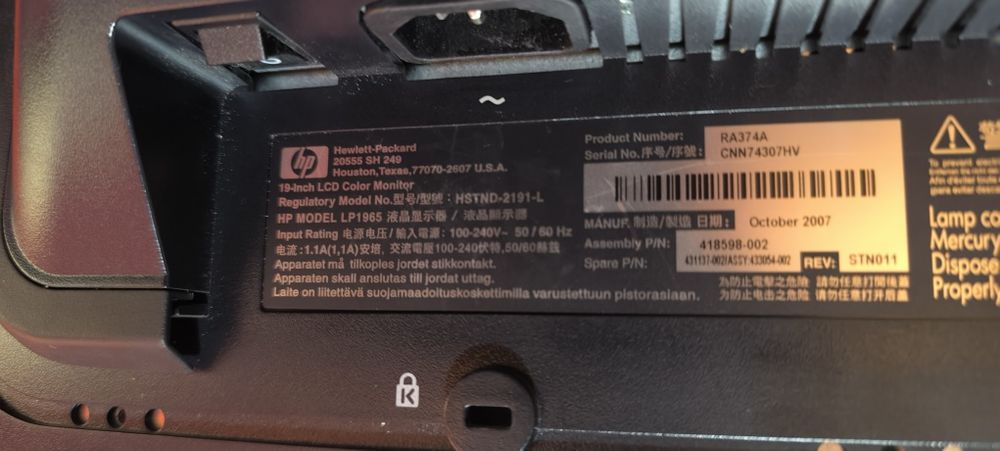 ~
hp
Hewlett-Packard
20555 SH 249
Houston,Texas,77070-2607 U.S.A.
19-Inch LCD Color Monitor
Regulatory Model No.型号/型號：HSTND-2191-L
HP MODEL LP1965 液晶显示器 / 液晶顯示器
Input Rating 电源电压 / 输入電源：100-240V~ 50 / 60 Hz
电流：1.1A(1,1A)安培, 交流電壓100-240伏特,50/60赫兹
Apparatet må tilkoples jordet stikkontakt.
Apparaten skall anslutas till jordat uttag.
Laite on liitettävä suojamaadoituskoskettimilla varustettuun pistorasiaan.
Product Number: RA374A
Serial No.序号/序號： CNN74307HV
MANUF. 制造/製造 日期： October 2007
Assembly P/N: 418598-002
Spare P/N: 431137-002/ASSY:433054-002 REV: STN011
為防止電擊之危險 請勿任意打開後蓋
为防止电击之危险 请勿任意打开后盖
To prevent
Lamp co
Mercury
Dispose
Properly
K